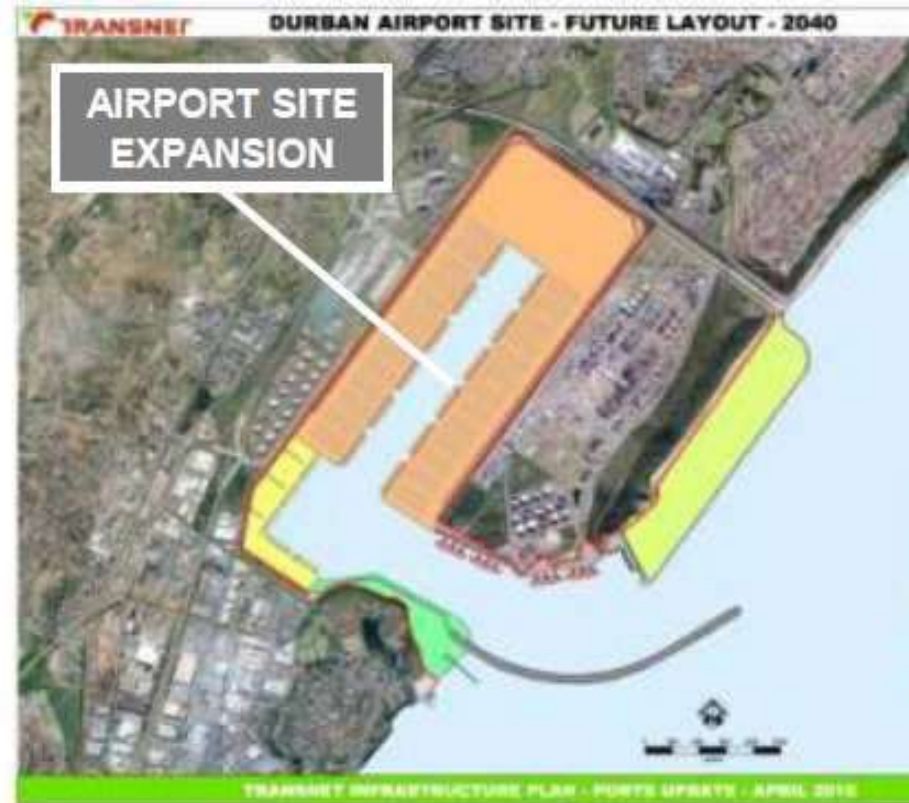 TRANSNET
DURBAN AIRPORT SITE - FUTURE LAYOUT - 2040
AIRPORT SITE
EXPANSION
TRANSNET INFRASTRUCTURE PLAN - PORTS UPDATE - APRIL